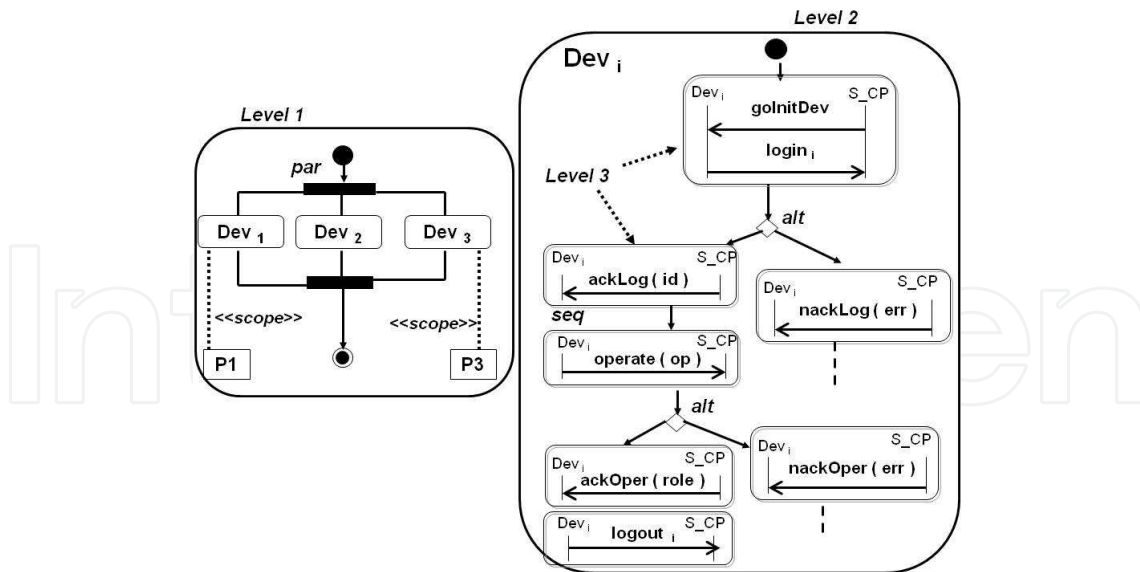 Level 1
par
Dev 1
Dev 2
Dev 3
<<scope>>
<<scope>>
P1
P3
Level 2
Dev i
Dev i S_CP
goInitDev
login i
Level 3
alt
Dev i S_CP
ackLog ( id )
Dev i S_CP
nackLog ( err )
seq
Dev i S_CP
operate ( op )
alt
Dev i S_CP
ackOper ( role )
Dev i S_CP
nackOper ( err )
Dev i S_CP
logout i